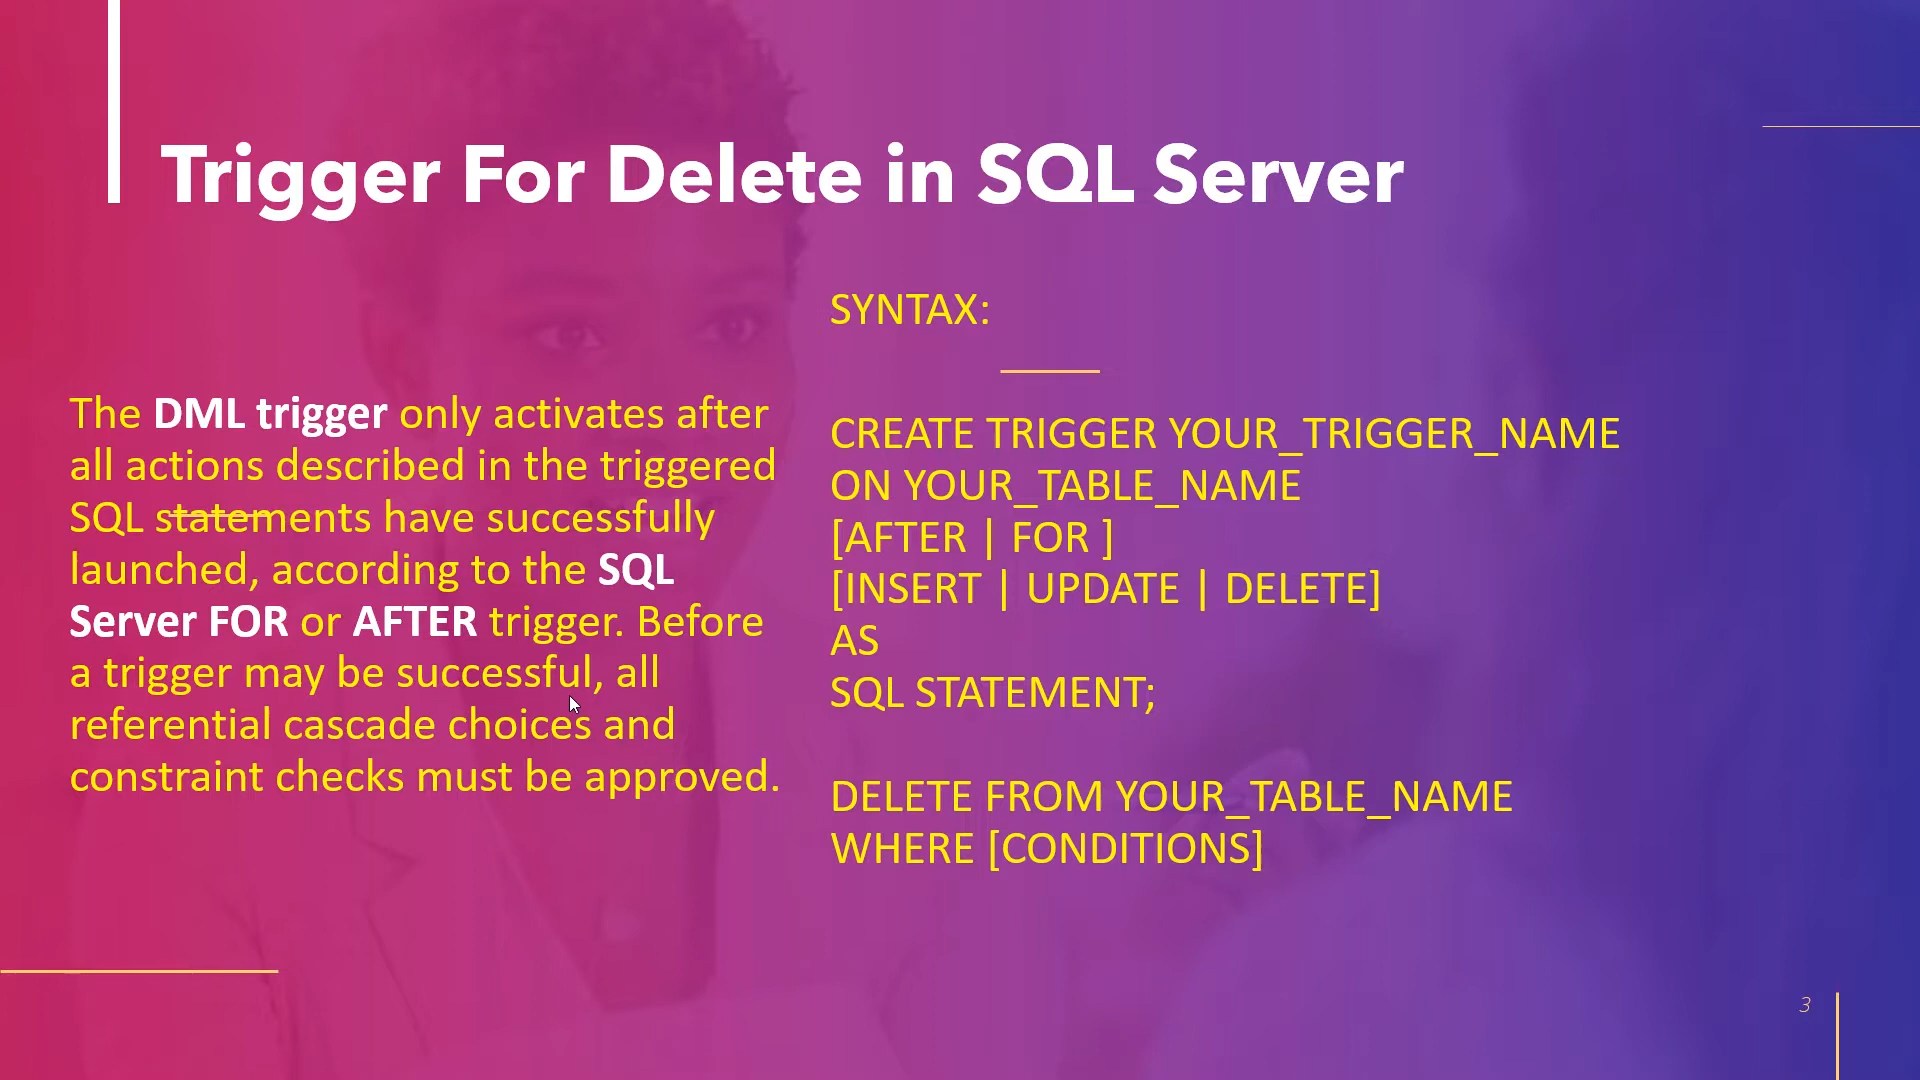 Trigger For Delete in SQL Server
The DML trigger only activates after
all actions described in the triggered
SQL statements have successfully
launched, according to the SQL
Server FOR or AFTER trigger. Before
a trigger may be successful, all
referential cascade choices and
constraint checks must be approved.
SYNTAX:
CREATE TRIGGER YOUR_TRIGGER_NAME
ON YOUR_TABLE_NAME
[AFTER | FOR ]
[INSERT | UPDATE | DELETE]
AS
SQL STATEMENT;
DELETE FROM YOUR_TABLE_NAME
WHERE [CONDITIONS]
3